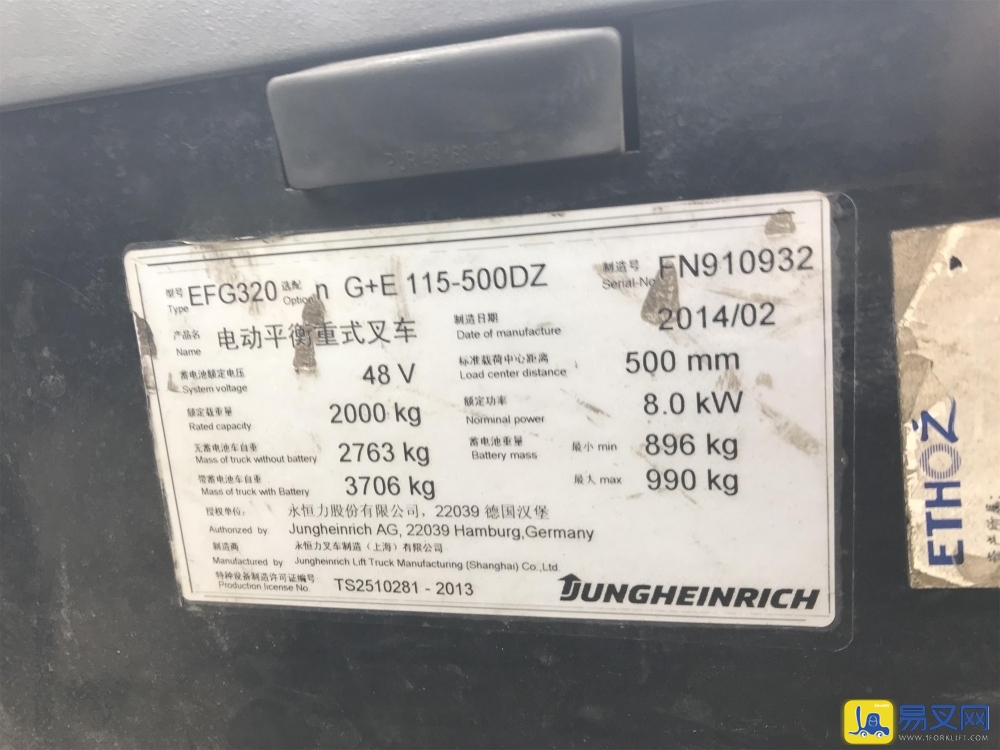 型号 Type EFG320 选配 Option n G+E 115-500DZ 制造号 Serial-No FN910932
产品名 Name 电动平衡重式叉车 制造日期 Date of manufacture 2014/02
蓄电池额定电压 System voltage 48 V 标准载荷中心距离 Load center distance 500 mm
额定载重量 Rated capacity 2000 kg 额定功率 Norminal power 8.0 kW
无蓄电池车自重 Mass of truck without battery 2763 kg 蓄电池重量 Battery mass 最小 min 896 kg
带蓄电池车自重 Mass of truck with Battery 3706 kg 最大 max 990 kg
授权单位: 永恒力股份有限公司, 22039 德国汉堡
Authorized by Jungheinrich AG, 22039 Hamburg,Germany
制造商 永恒力叉车制造（上海）有限公司
Manufactured by Jungheinrich Lift Truck Manufacturing (Shanghai) Co.,Ltd.
特种设备制造许可证编号 Production license No. TS2510281 - 2013
JUNGHEINRICH
ETHOZ
易叉网
WWW.1FORKLIFT.COM